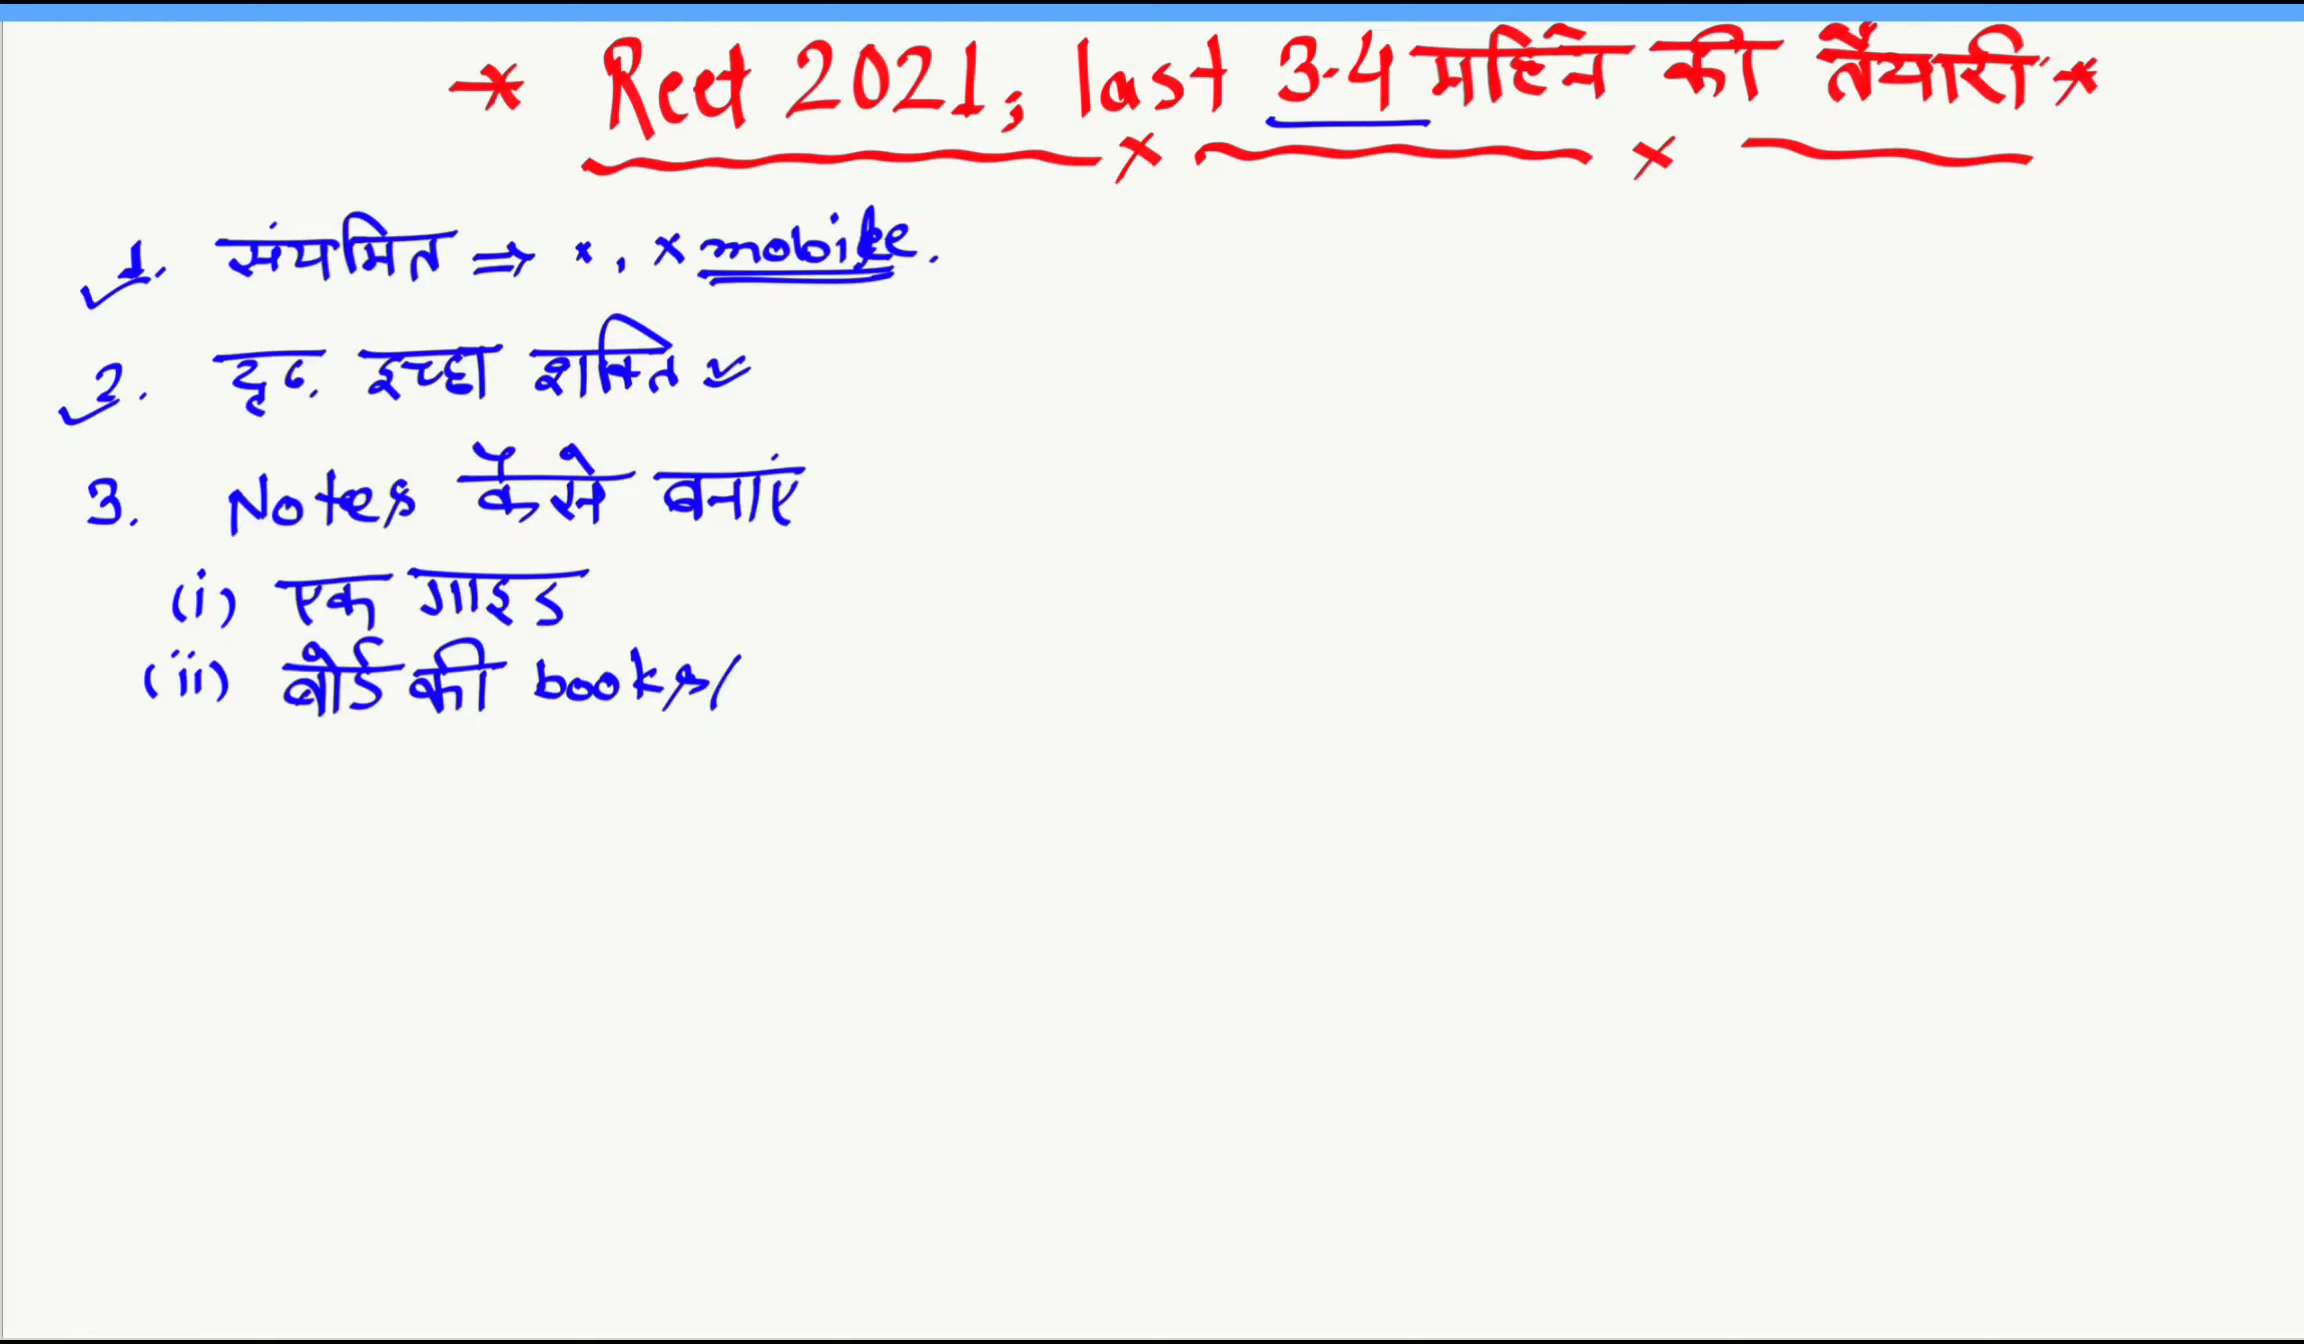 * Reet 2021, last 3-4 महिने की तैयारी *
1. संयमित ⇒ ×, × mobile.
2. दृढ़ इच्छा शक्ति
3. Notes कैसे बनाएं
(i) एक गाइड
(ii) बोर्ड की books/